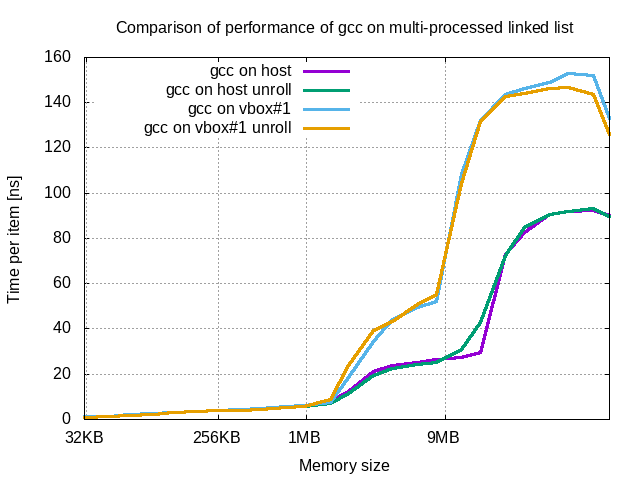 Comparison of performance of gcc on multi-processed linked list
160
140
120
100
80
60
40
20
0
Time per item [ns]
gcc on host
gcc on host unroll
gcc on vbox#1
gcc on vbox#1 unroll
32KB
256KB
1MB
9MB
Memory size